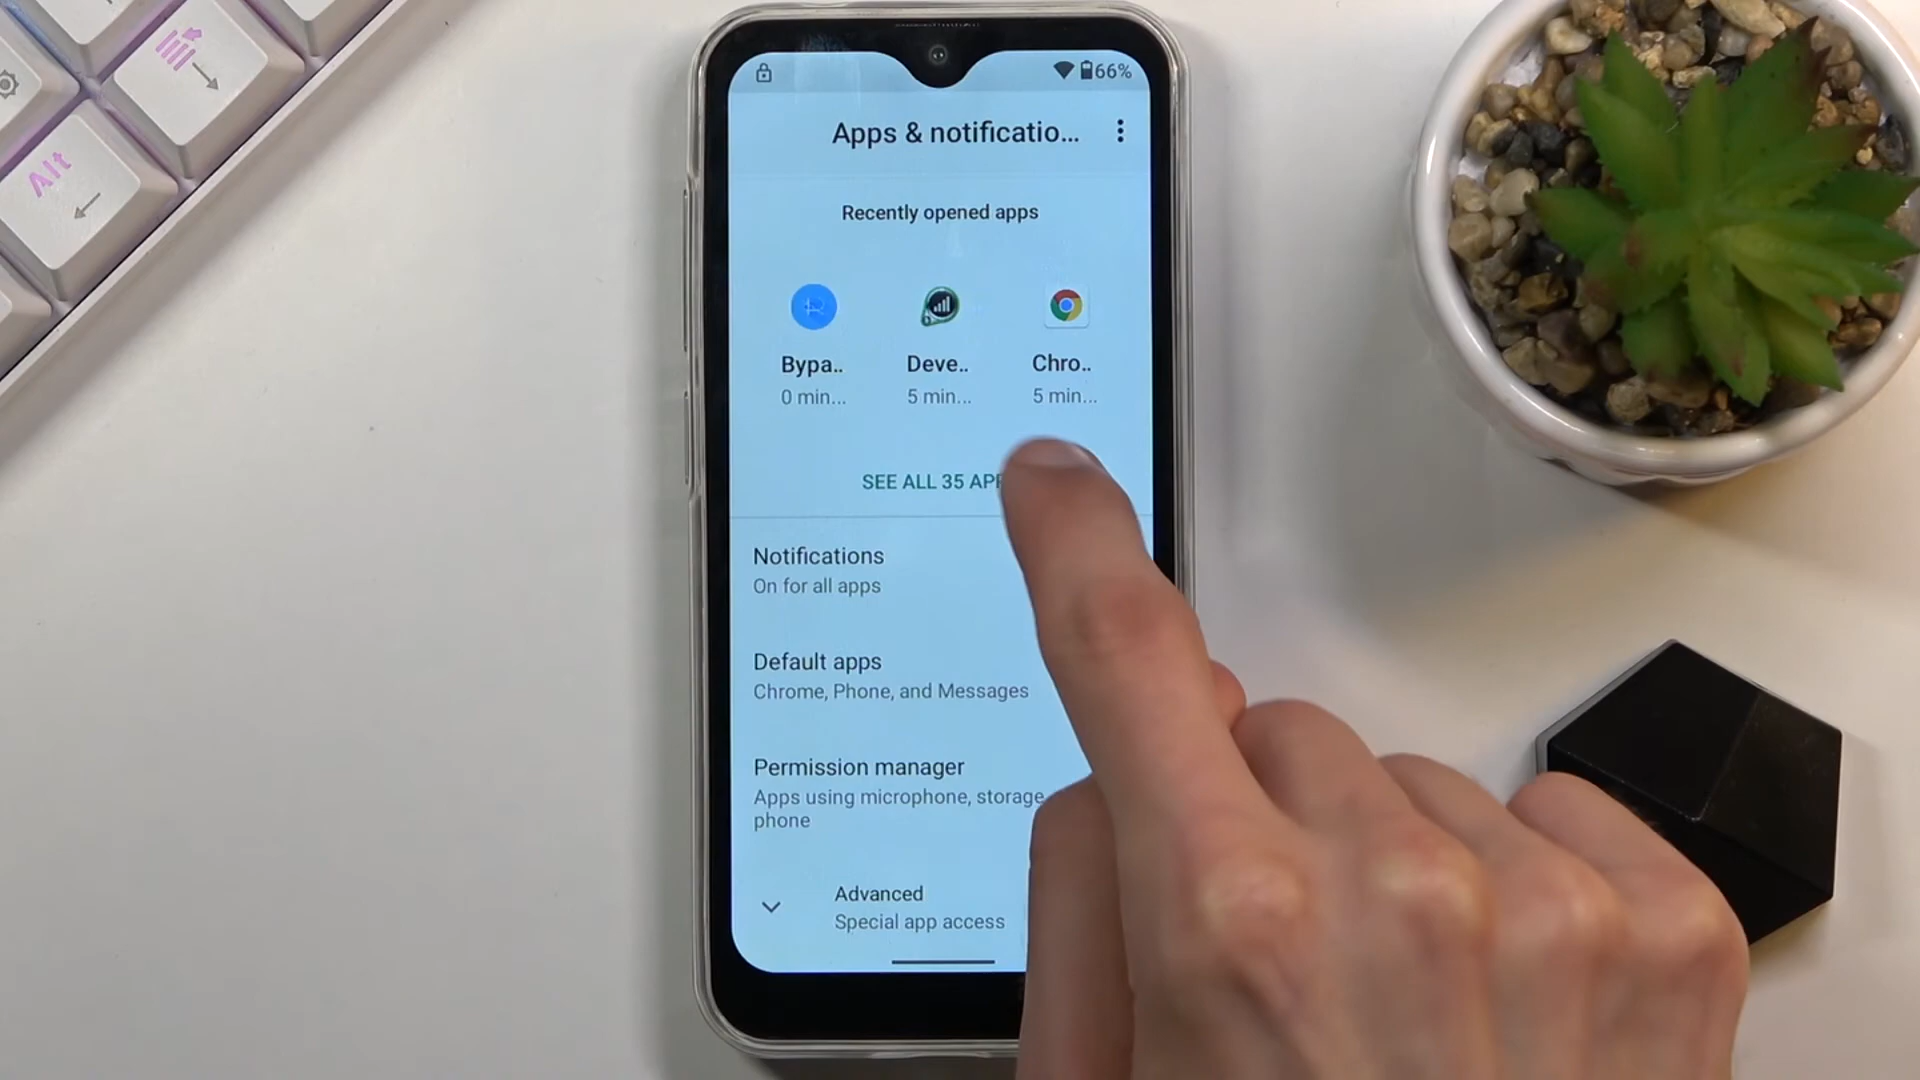 66%
Apps & notificatio...
Recently opened apps
Bypa.. Deve.. Chro..
0 min... 5 min... 5 min...
SEE ALL 35
Notifications
On for all apps
Default apps
Chrome, Phone, and Messages
Permission manager
Apps using microphone, storage
phone
Advanced
Special app access
Alt